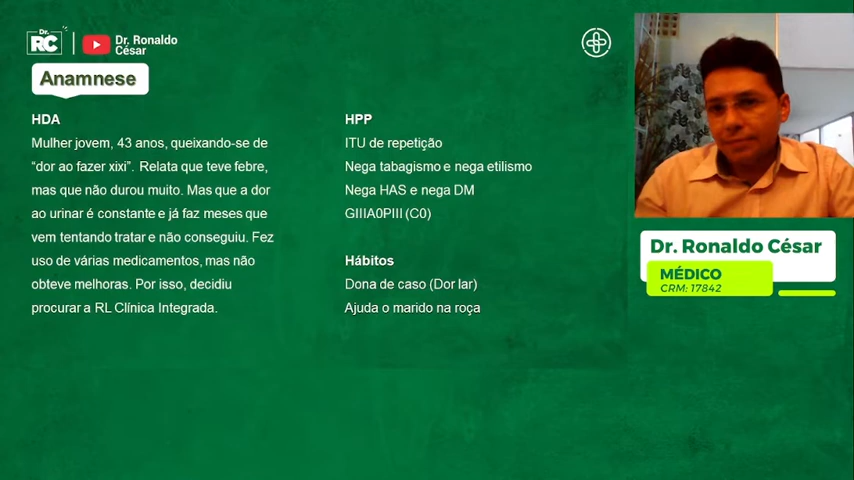 Dr.
RC
Dr. Ronaldo
César
Anamnese
HDA
Mulher jovem, 43 anos, queixando-se de
“dor ao fazer xixi”. Relata que teve febre,
mas que não durou muito. Mas que a dor
ao urinar é constante e já faz meses que
vem tentando tratar e não conseguiu. Fez
uso de várias medicamentos, mas não
obteve melhoras. Por isso, decidiu
procurar a RL Clínica Integrada.
HPP
ITU de repetição
Nega tabagismo e nega etilismo
Nega HAS e nega DM
GIIIA0PIII (C0)
Hábitos
Dona de caso (Dor lar)
Ajuda o marido na roça
Dr. Ronaldo César
MÉDICO
CRM: 17842